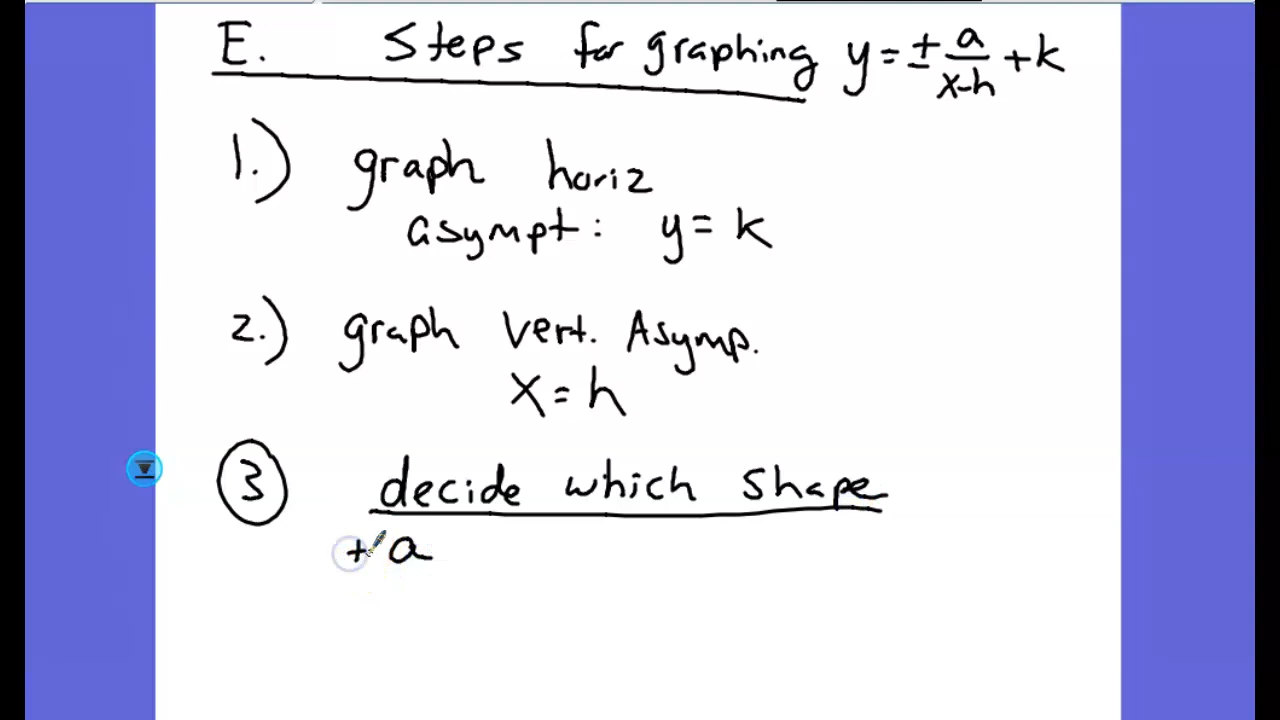 E. Steps for graphing y = ± a/(x-h) + k
1.) graph horiz
asympt: y = k
2.) graph vert. Asymp.
x = h
3 decide which shape
+ a